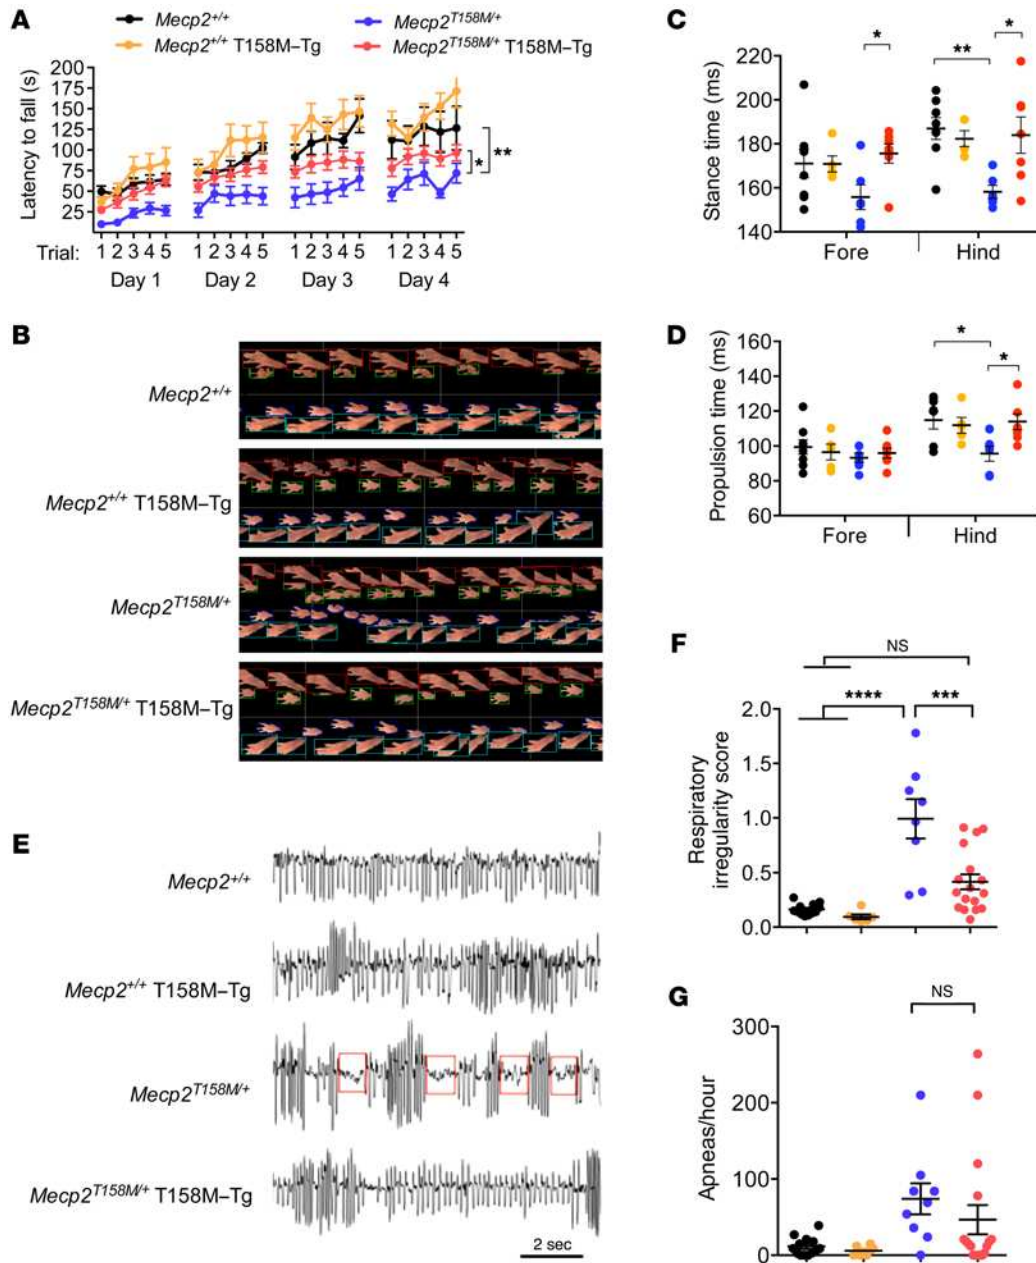 A
Mecp2+/+
Mecp2T158M/+
Mecp2+/+ T158M–Tg
Mecp2T158M/+ T158M–Tg
Latency to fall (s)
200
175
150
125
100
75
50
25
*
**
Trial:
1 2 3 4 5
1 2 3 4 5
1 2 3 4 5
1 2 3 4 5
Day 1
Day 2
Day 3
Day 4
B
Mecp2+/+
Mecp2+/+ T158M–Tg
Mecp2T158M/+
Mecp2T158M/+ T158M–Tg
C
Stance time (ms)
220
200
180
160
140
*
**
*
Fore
Hind
D
Propulsion time (ms)
160
140
120
100
80
60
*
*
Fore
Hind
E
Mecp2+/+
Mecp2+/+ T158M–Tg
Mecp2T158M/+
Mecp2T158M/+ T158M–Tg
2 sec
F
Respiratory
irregularity score
NS
****
***
2.0
1.5
1.0
0.5
0.0
G
Apneas/hour
NS
300
200
100
0